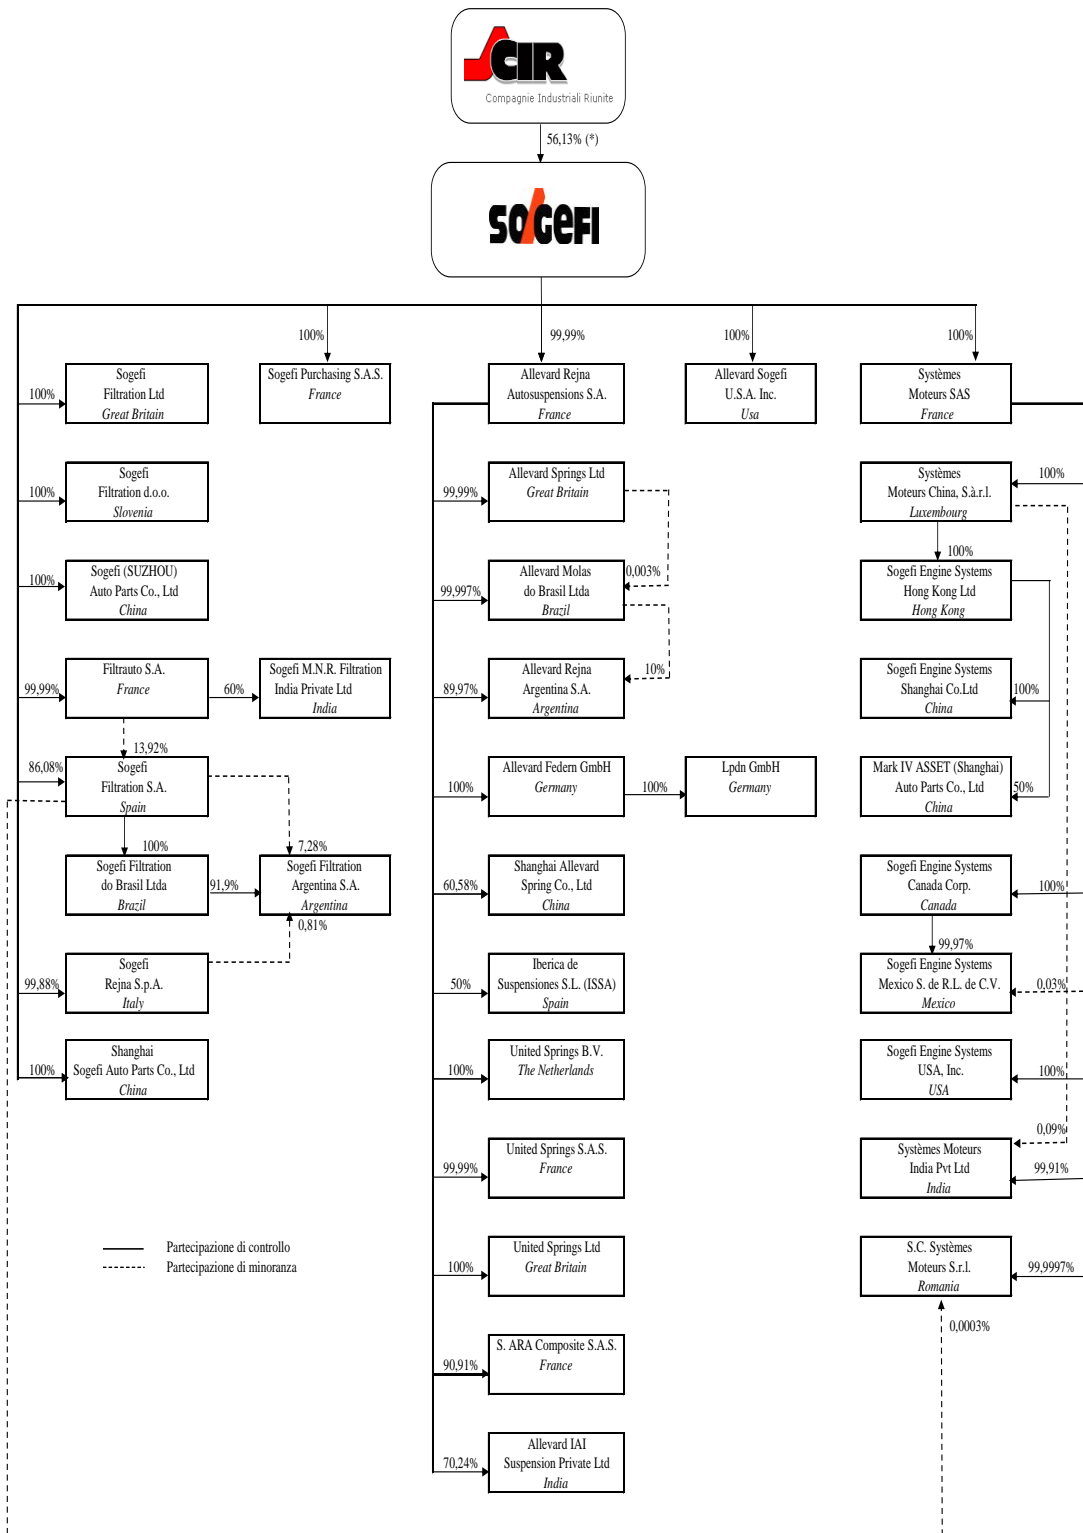 CIR
Compagnie Industriali Riunite
56,13% (*)
SOGEFI
100%
99,99%
100%
100%
100%
Sogefi
Filtration Ltd
Great Britain
Sogefi Purchasing S.A.S.
France
Allevard Rejna
Autosuspensions S.A.
France
Allevard Sogefi
U.S.A. Inc.
Usa
Systèmes
Moteurs SAS
France
100%
Sogefi
Filtration d.o.o.
Slovenia
99,99%
Allevard Springs Ltd
Great Britain
Systèmes
Moteurs China, S.à.r.l.
Luxembourg
100%
100%
100%
Sogefi (SUZHOU)
Auto Parts Co., Ltd
China
99,997%
Allevard Molas
do Brasil Ltda
Brazil
0,003%
Sogefi Engine Systems
Hong Kong Ltd
Hong Kong
99,99%
Filtrauto S.A.
France
60%
Sogefi M.N.R. Filtration
India Private Ltd
India
89,97%
Allevard Rejna
Argentina S.A.
Argentina
10%
Sogefi Engine Systems
Shanghai Co.Ltd
China
100%
13,92%
86,08%
Sogefi
Filtration S.A.
Spain
100%
Allevard Federn GmbH
Germany
100%
Lpdn GmbH
Germany
Mark IV ASSET (Shanghai)
Auto Parts Co., Ltd
China
50%
100%
7,28%
Sogefi Filtration
do Brasil Ltda
Brazil
91,9%
Sogefi Filtration
Argentina S.A.
Argentina
0,81%
60,58%
Shanghai Allevard
Spring Co., Ltd
China
Sogefi Engine Systems
Canada Corp.
Canada
100%
99,97%
99,88%
Sogefi
Rejna S.p.A.
Italy
50%
Iberica de
Suspensiones S.L. (ISSA)
Spain
Sogefi Engine Systems
Mexico S. de R.L. de C.V.
Mexico
0,03%
100%
Shanghai
Sogefi Auto Parts Co., Ltd
China
100%
United Springs B.V.
The Netherlands
Sogefi Engine Systems
USA, Inc.
USA
100%
0,09%
99,99%
United Springs S.A.S.
France
Systèmes Moteurs
India Pvt Ltd
India
99,91%
Partecipazione di controllo
Partecipazione di minoranza
100%
United Springs Ltd
Great Britain
S.C. Systèmes
Moteurs S.r.l.
Romania
99,9997%
0,0003%
90,91%
S. ARA Composite S.A.S.
France
70,24%
Allevard IAI
Suspension Private Ltd
India